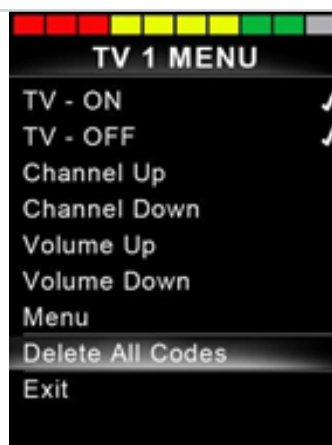 TV 1 MENU
TV - ON
TV - OFF
Channel Up
Channel Down
Volume Up
Volume Down
Menu
Delete All Codes
Exit